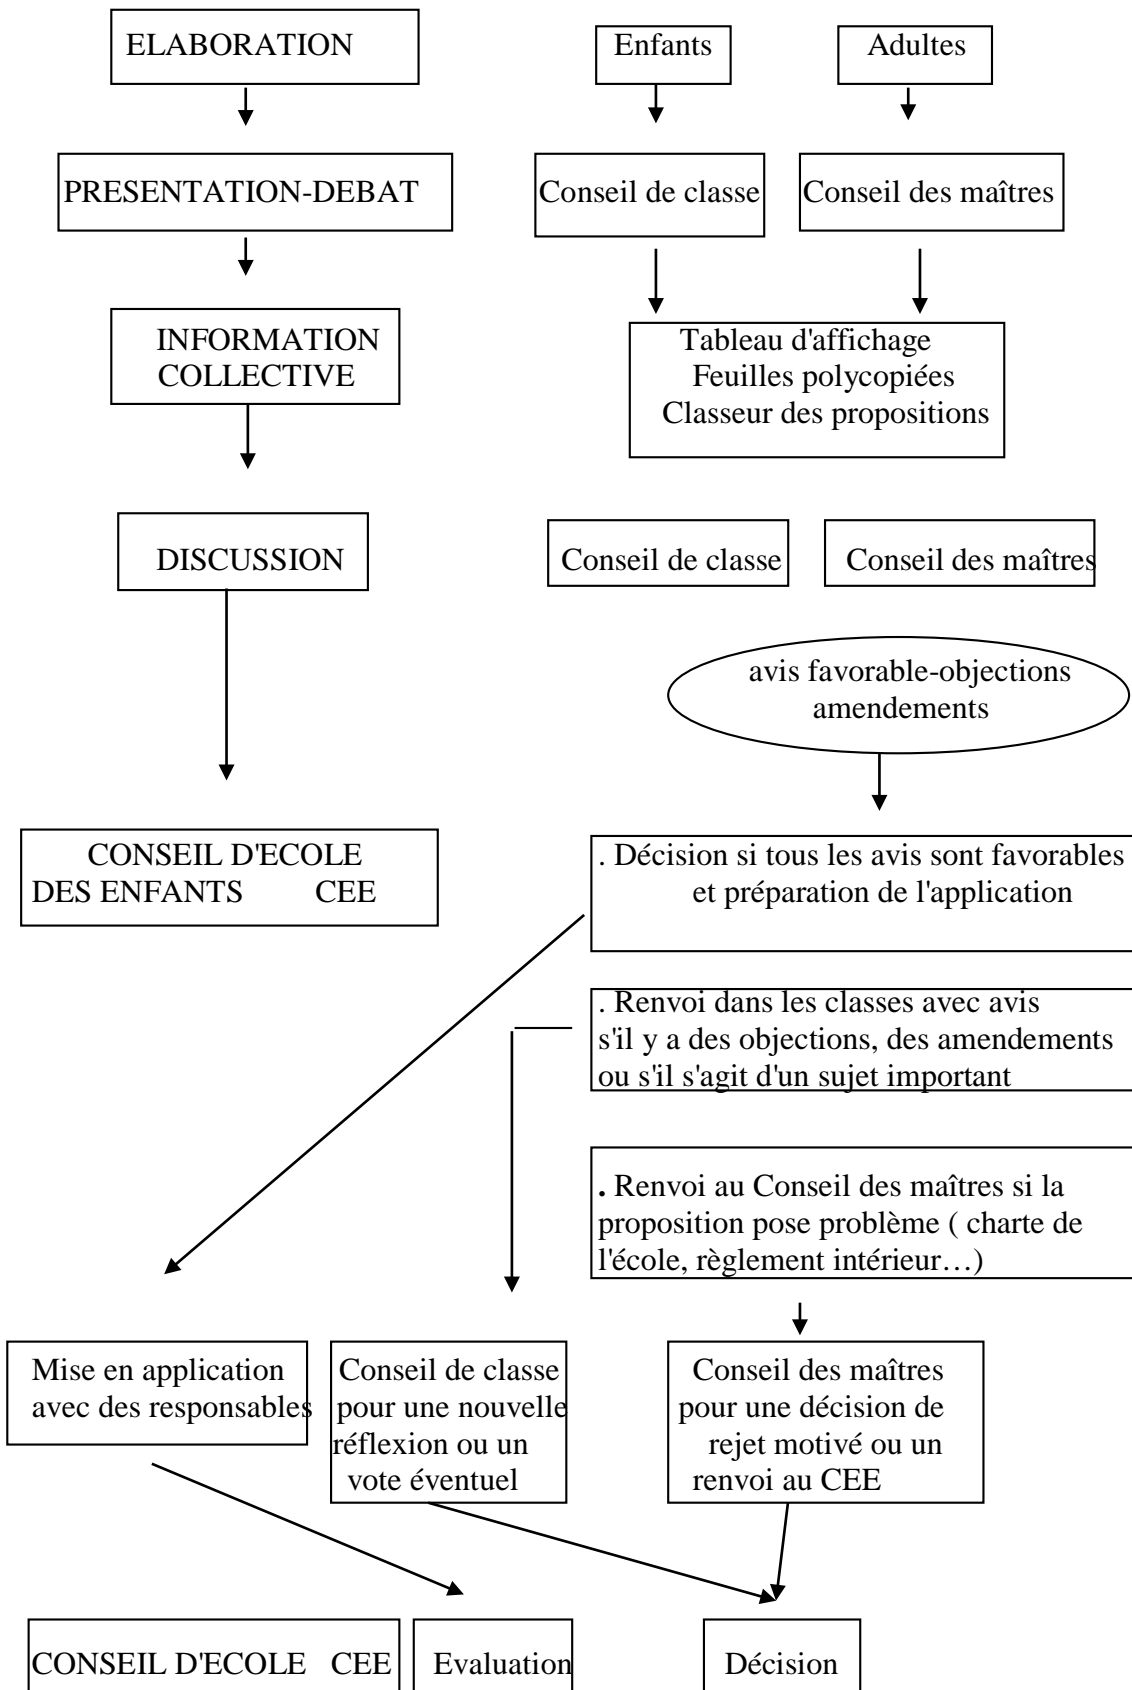 ELABORATION
Enfants
Adultes
PRESENTATION-DEBAT
Conseil de classe
Conseil des maîtres
INFORMATION
COLLECTIVE
Tableau d'affichage
Feuilles polycopiées
Classeur des propositions
DISCUSSION
Conseil de classe
Conseil des maîtres
avis favorable-objections
amendements
CONSEIL D'ECOLE
DES ENFANTS CEE
. Décision si tous les avis sont favorables
et préparation de l'application
. Renvoi dans les classes avec avis
s'il y a des objections, des amendements
ou s'il s'agit d'un sujet important
. Renvoi au Conseil des maîtres si la
proposition pose problème ( charte de
l'école, règlement intérieur…)
Mise en application
avec des responsables
Conseil de classe
pour une nouvelle
réflexion ou un
vote éventuel
Conseil des maîtres
pour une décision de
rejet motivé ou un
renvoi au CEE
CONSEIL D'ECOLE CEE
Evaluation
Décision